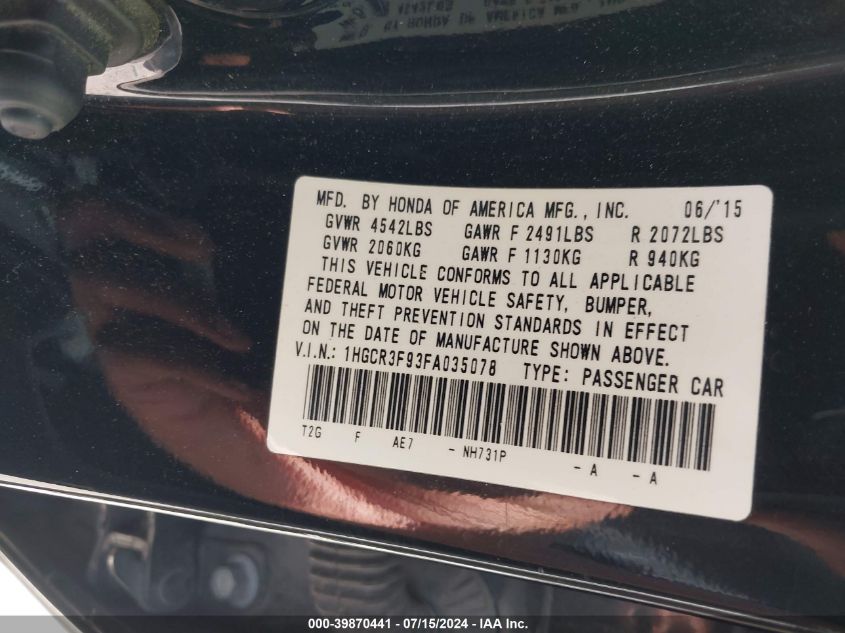 MFD. BY HONDA OF AMERICA MFG., INC. 06/'15
GVWR 4542LBS GAWR F 2491LBS R 2072LBS
GVWR 2060KG GAWR F 1130KG R 940KG
THIS VEHICLE CONFORMS TO ALL APPLICABLE
FEDERAL MOTOR VEHICLE SAFETY, BUMPER,
AND THEFT PREVENTION STANDARDS IN EFFECT
ON THE DATE OF MANUFACTURE SHOWN ABOVE.
V.I.N.: 1HGCR3F93FA035078 TYPE: PASSENGER CAR
T2G F AE7 - NH731P - A - A
000-39870441 - 07/15/2024 - IAA Inc.